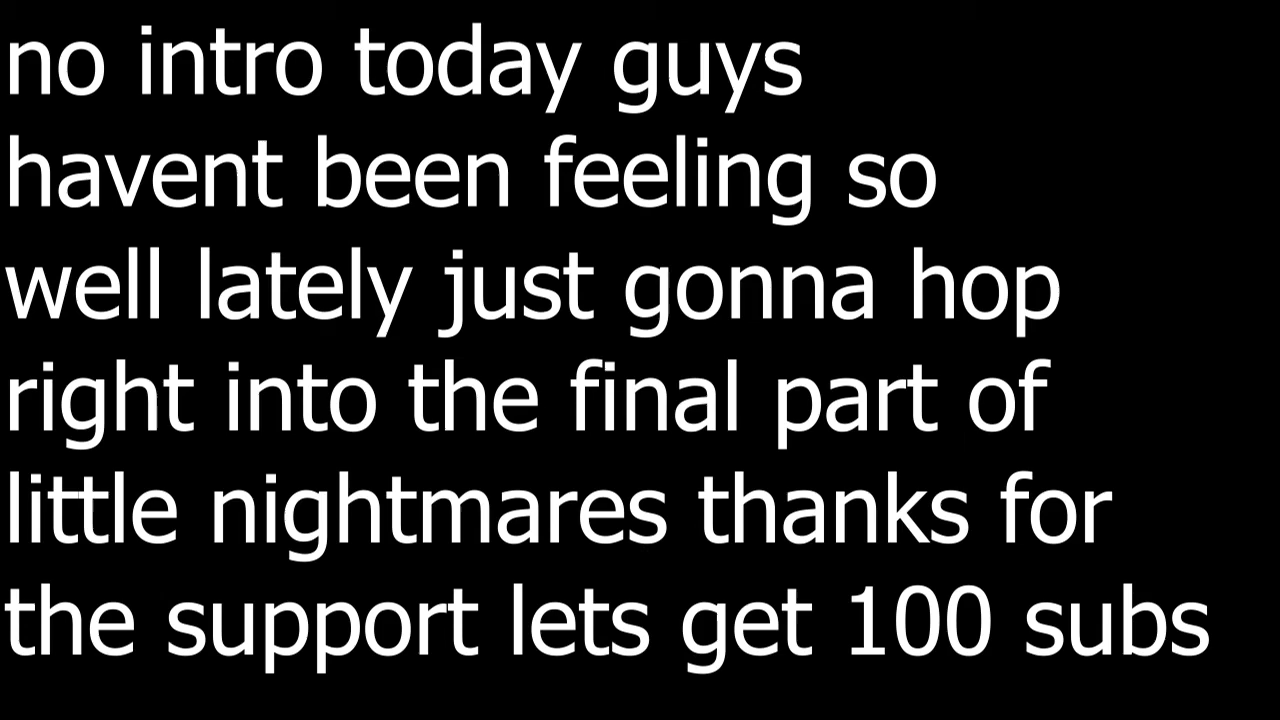 no intro today guys
havent been feeling so
well lately just gonna hop
right into the final part of
little nightmares thanks for
the support lets get 100 subs